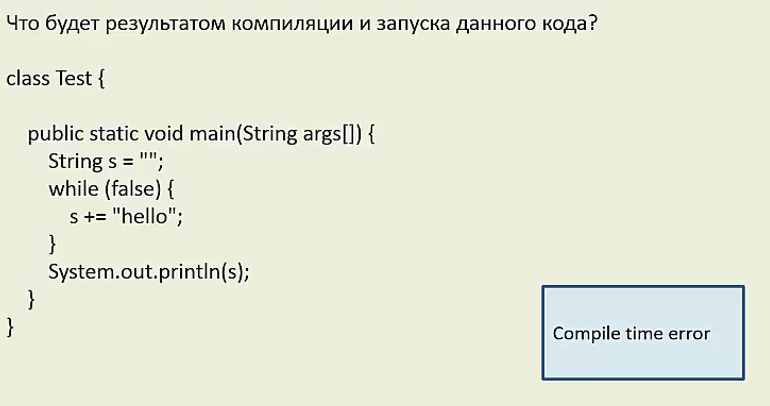 Что будет результатом компиляции и запуска данного кода?
class Test {
public static void main(String args[]) {
String s = "";
while (false) {
s += "hello";
}
System.out.println(s);
}
}
Compile time error